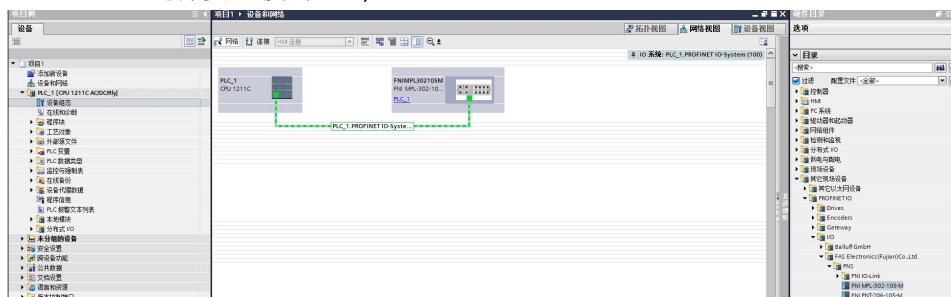 项目树
项目1 ▸ 设备和网络
硬件目录
设备
拓扑视图
网络视图
设备视图
选项
网络
连接
HMI 连接
IO 系统: PLC_1.PROFINET IO-System (100)
目录
<搜索>
过滤
配置文件
<全部>
项目1
添加新设备
设备和网络
PLC_1 [CPU 1211C AC/DC/Rly]
设备组态
在线和诊断
程序块
工艺对象
外部源文件
PLC 变量
PLC 数据类型
监控与强制表
在线备份
设备代理数据
程序信息
PLC 报警文本列表
本地模块
分布式 I/O
未分组的设备
安全设置
跨设备功能
公共数据
文档设置
语言和资源
PLC_1
CPU 1211C
FNIMPL302105M
FNI MPL-302-10...
PLC_1
PLC_1.PROFINET IO-Syste...
控制器
HMI
PC 系统
驱动器和起动器
网络组件
检测和监视
分布式 I/O
供电与配电
现场设备
其它现场设备
其它以太网设备
PROFINET IO
Drives
Encoders
Gateway
I/O
Balluff GmbH
FAS Electronics(Fujian)Co.,Ltd.
PNS
FNI IO-Link
FNI MPL-302-105-M
FNI PNT-206-105-M